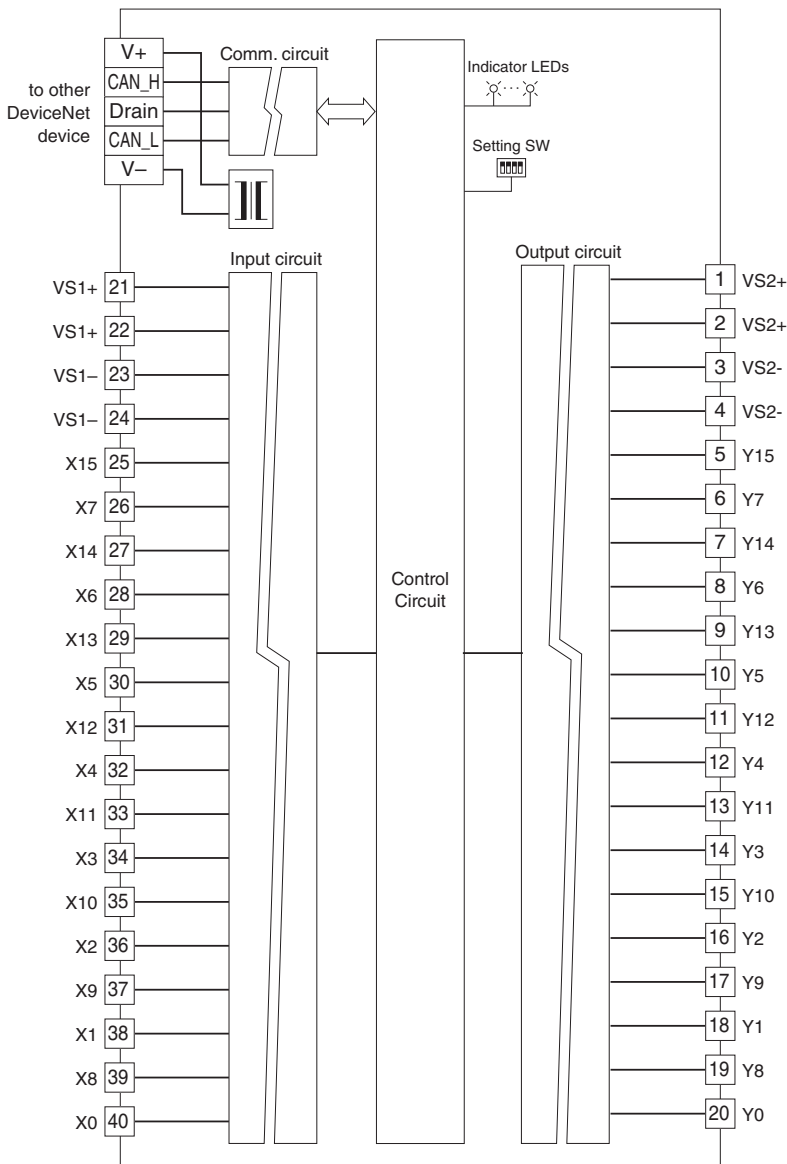 to other
DeviceNet
device
V+
CAN_H
Drain
CAN_L
V–
Comm. circuit
Indicator LEDs
Setting SW
Input circuit
VS1+ 21
VS1+ 22
VS1– 23
VS1– 24
X15 25
X7 26
X14 27
X6 28
X13 29
X5 30
X12 31
X4 32
X11 33
X3 34
X10 35
X2 36
X9 37
X1 38
X8 39
X0 40
Control
Circuit
Output circuit
1 VS2+
2 VS2+
3 VS2-
4 VS2-
5 Y15
6 Y7
7 Y14
8 Y6
9 Y13
10 Y5
11 Y12
12 Y4
13 Y11
14 Y3
15 Y10
16 Y2
17 Y9
18 Y1
19 Y8
20 Y0